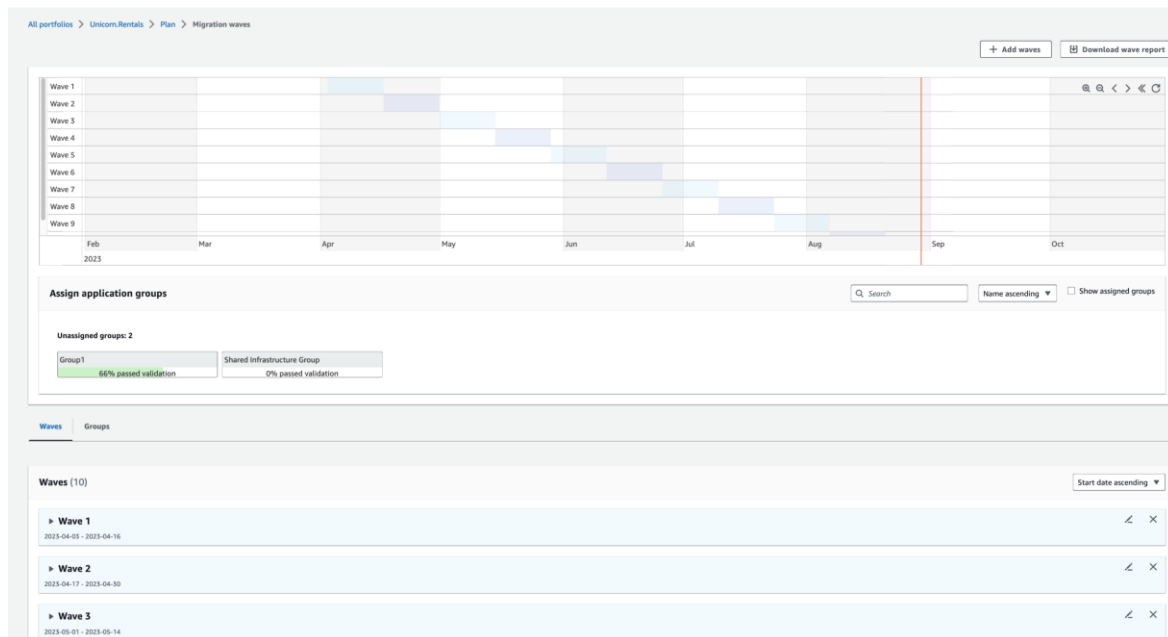 All portfolios > Unicorn.Rentals > Plan > Migration waves
+ Add waves Download wave report
Wave 1
Wave 2
Wave 3
Wave 4
Wave 5
Wave 6
Wave 7
Wave 8
Wave 9
Feb Mar Apr May Jun Jul Aug Sep Oct
2023
Assign application groups
Search Name ascending Show assigned groups
Unassigned groups: 2
Group1 Shared Infrastructure Group
66% passed validation 0% passed validation
Waves Groups
Waves (10) Start date ascending
Wave 1
2023-04-03 - 2023-04-16
Wave 2
2023-04-17 - 2023-04-30
Wave 3
2023-05-01 - 2023-05-14